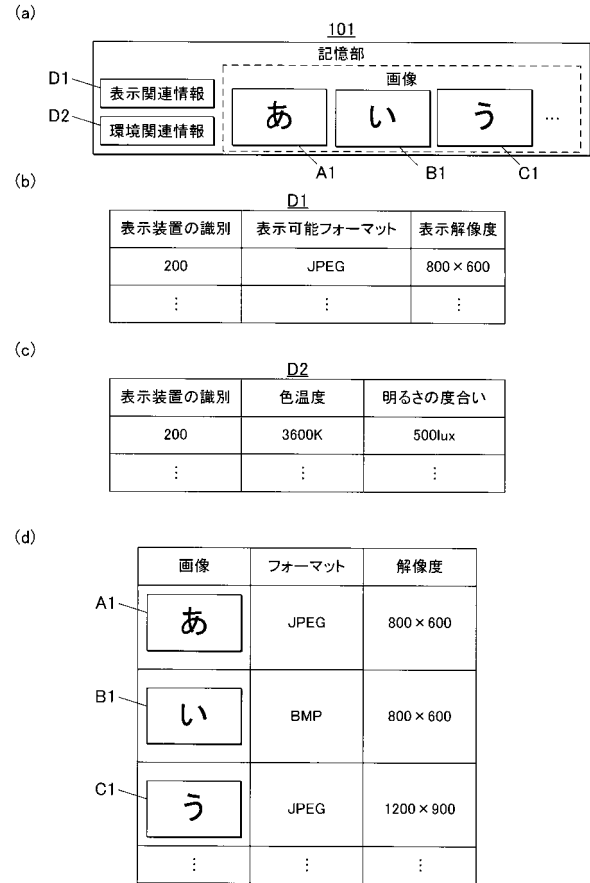 (a)
101
記憶部
D1
表示関連情報
D2
環境関連情報
画像
あ い う …
A1 B1 C1
(b)
D1
表示装置の識別 表示可能フォーマット 表示解像度
200 JPEG 800×600
⋮ ⋮ ⋮
(c)
D2
表示装置の識別 色温度 明るさの度合い
200 3600K 500lux
⋮ ⋮ ⋮
(d)
画像 フォーマット 解像度
A1 あ JPEG 800×600
B1 い BMP 800×600
C1 う JPEG 1200×900
⋮ ⋮ ⋮